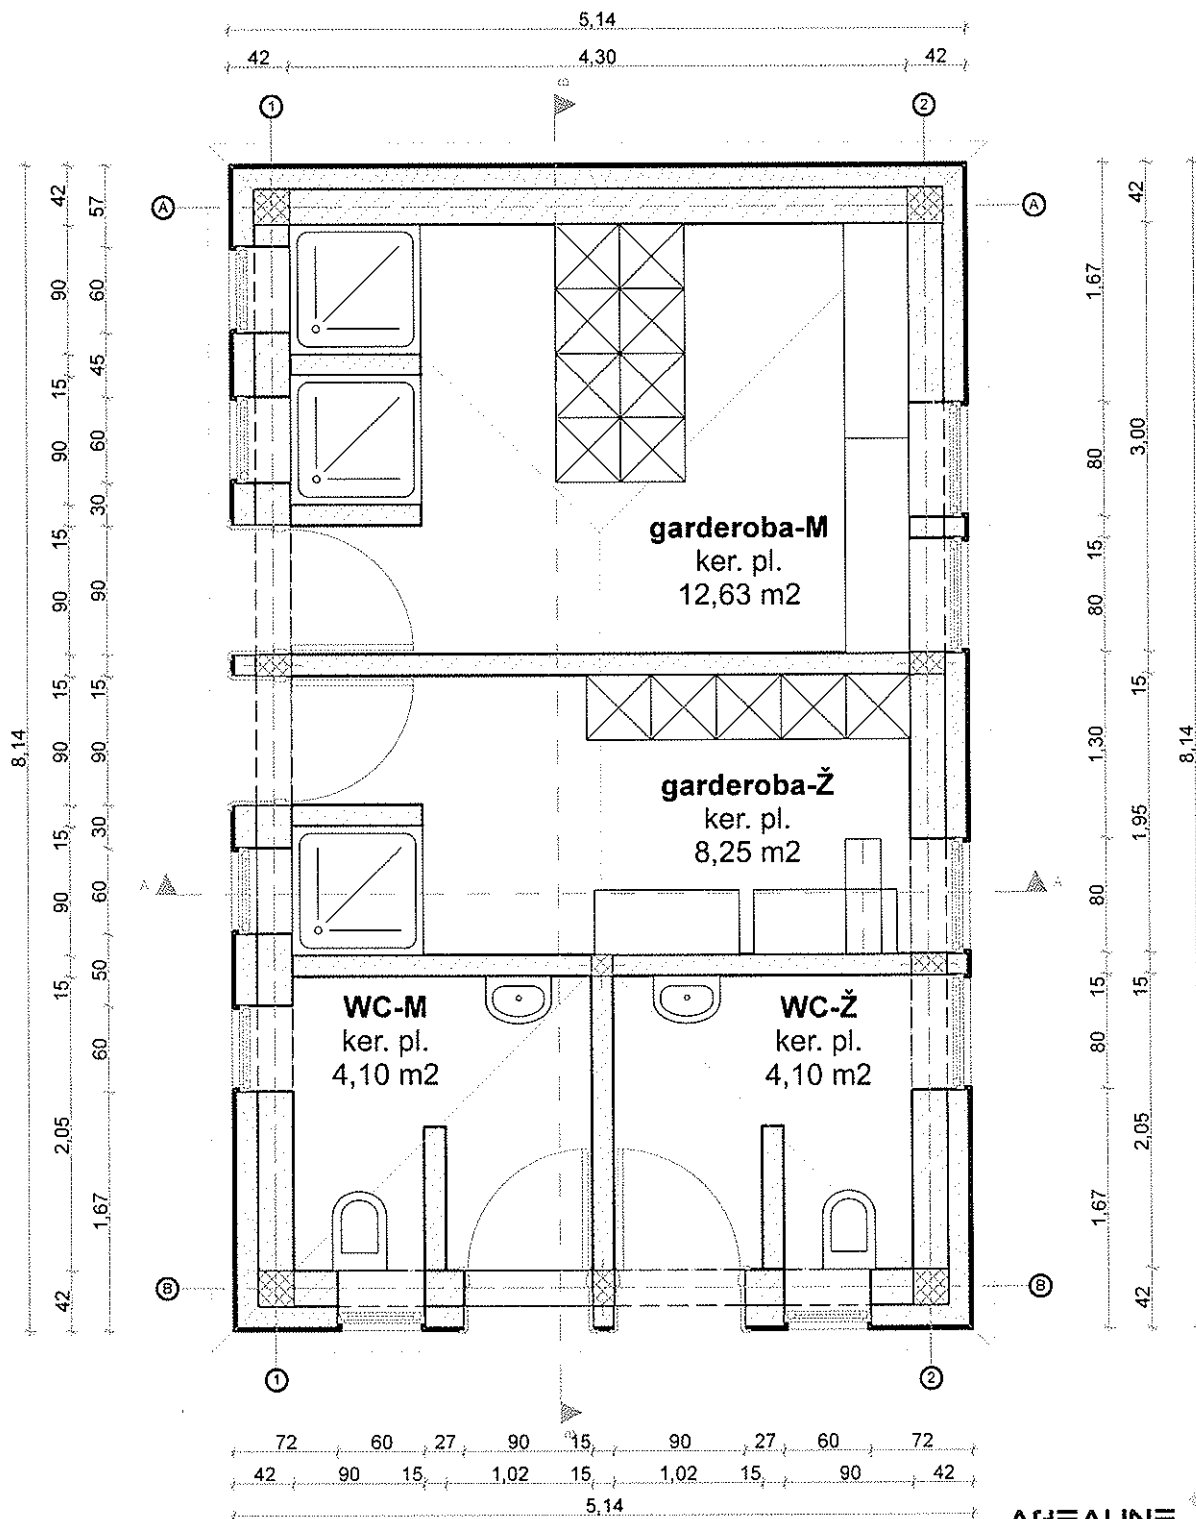 5,14
42 4,30 42
1 2
A A
42 57 90 60 15 45 90 60 15 30 90 90 15 15 90 90 15 30 90 60 15 50 60 2,05 1,67 42
8,14
42 1,67 3,00 80 15 80 15 1,30 1,95 80 15 15 80 2,05 1,67 42
8,14
garderoba-M
ker. pl.
12,63 m2
garderoba-Ž
ker. pl.
8,25 m2
A A
WC-M
ker. pl.
4,10 m2
WC-Ž
ker. pl.
4,10 m2
B B
1 2
72 60 27 90 15 90 27 60 72
42 90 15 1,02 15 1,02 15 90 42
5,14